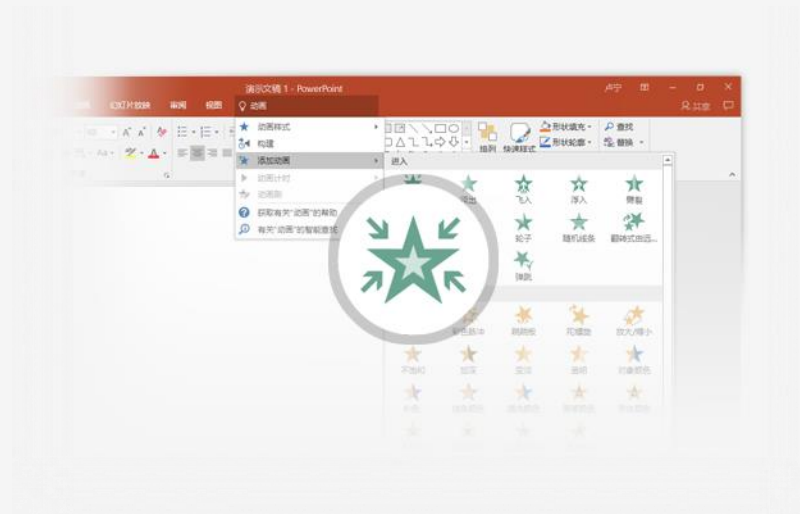 演示文稿 1 - PowerPoint
卢宁
幻灯片放映 审阅 视图 动画 共享
动画样式
构建
添加动画
动画计时
动画窗
获取有关"动画"的帮助
有关"动画"的智能查找
Aa
排列 快速样式
形状填充
形状轮廓
查找
替换
进入
飞入 浮入 劈裂
轮子 随机线条 翻转式由远...
弹跳
跷跷板 陀螺旋 放大/缩小
不饱和 加深 变淡 透明 对象颜色